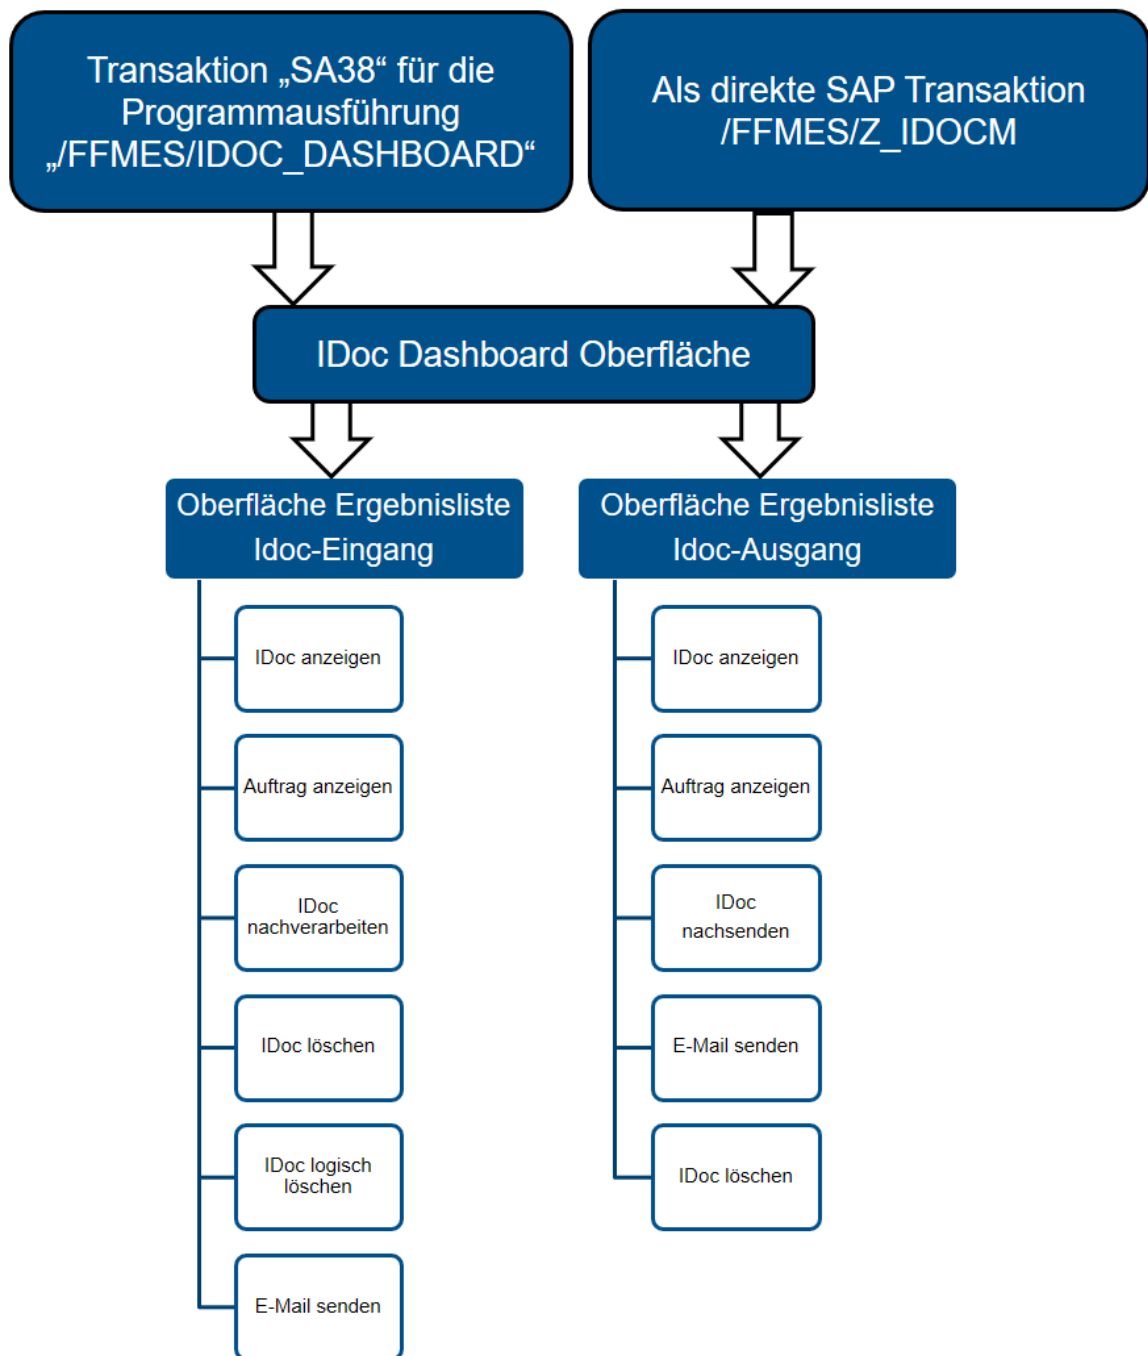 Transaktion „SA38“ für die
Programmausführung
„/FFMES/IDOC_DASHBOARD“
Als direkte SAP Transaktion
/FFMES/Z_IDOCM
IDoc Dashboard Oberfläche
Oberfläche Ergebnisliste
Idoc-Eingang
Oberfläche Ergebnisliste
Idoc-Ausgang
IDoc anzeigen
Auftrag anzeigen
IDoc
nachverarbeiten
IDoc löschen
IDoc logisch
löschen
E-Mail senden
IDoc anzeigen
Auftrag anzeigen
IDoc
nachsenden
E-Mail senden
IDoc löschen